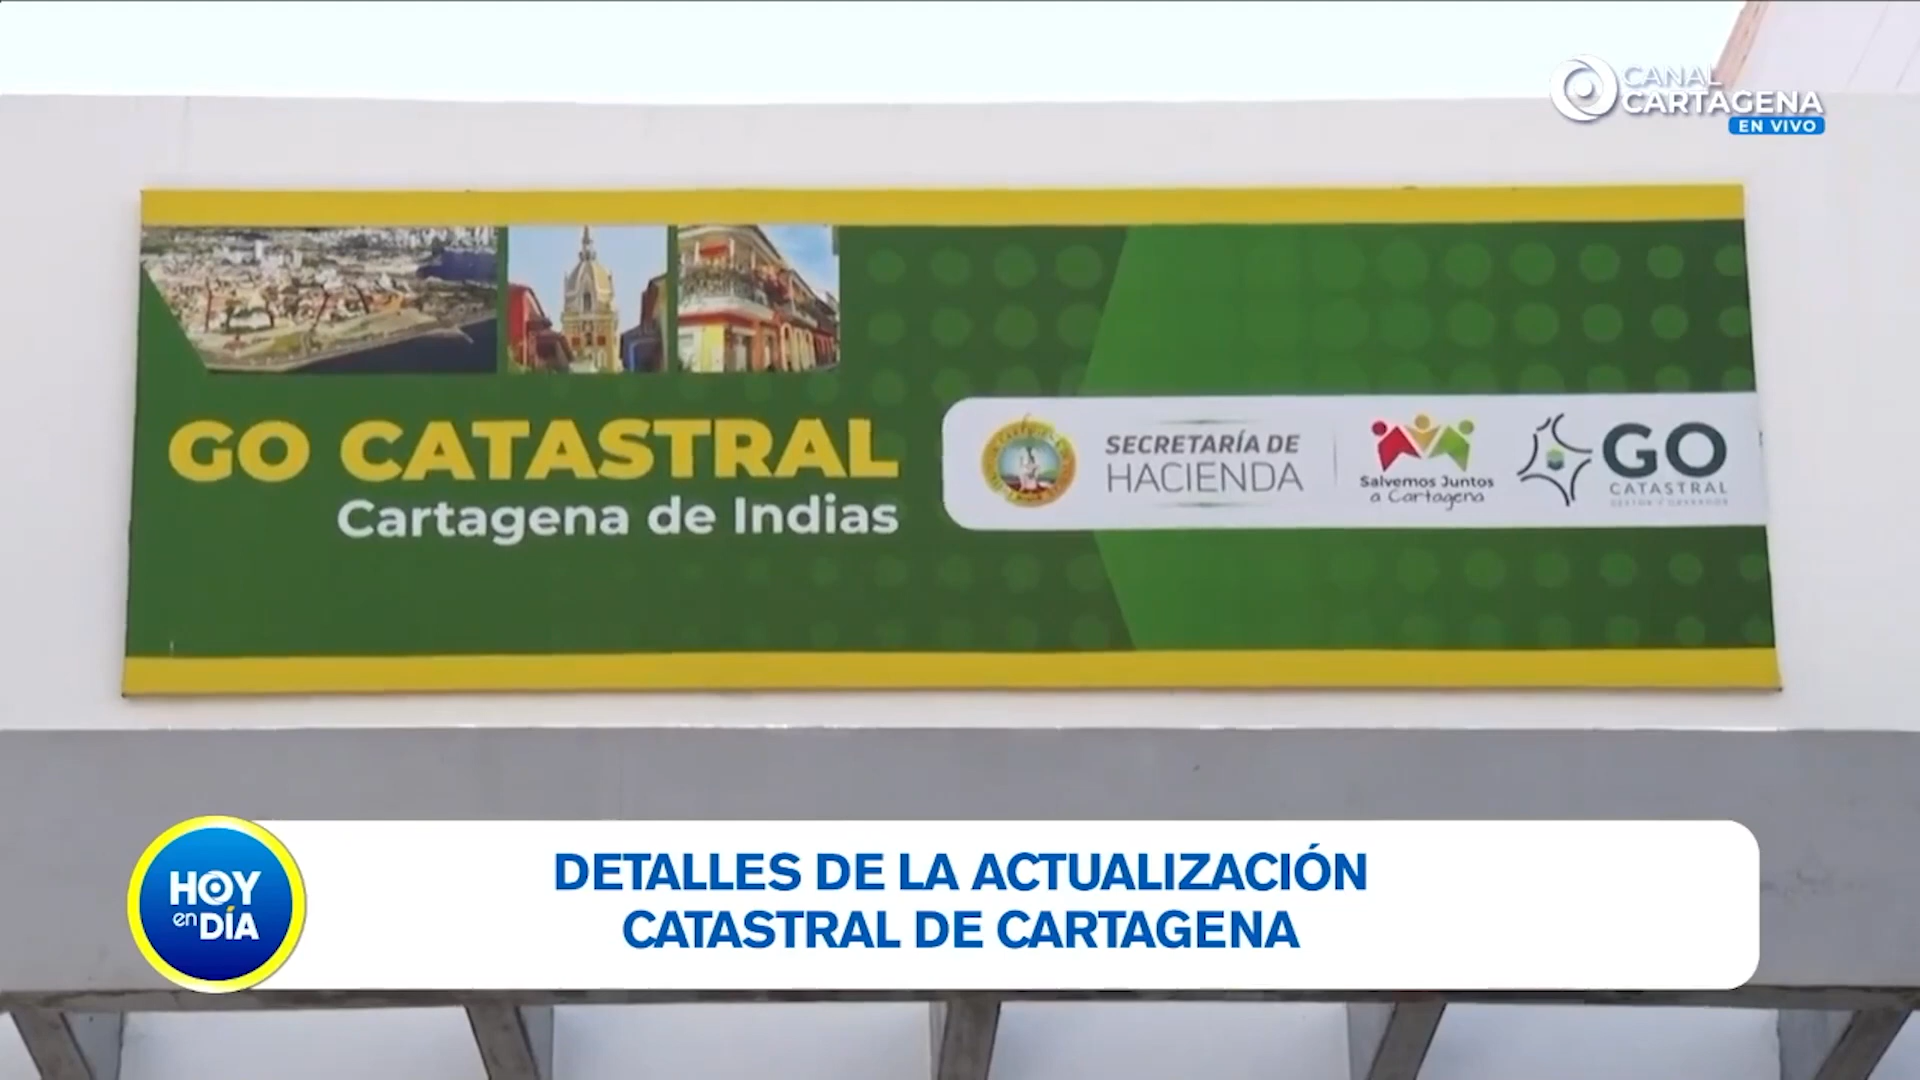 CANAL
CARTAGENA
EN VIVO
GO CATASTRAL
Cartagena de Indias
SECRETARÍA DE
HACIENDA
Salvemos Juntos
a Cartagena
GO
CATASTRAL
HOY
en DÍA
DETALLES DE LA ACTUALIZACIÓN
CATASTRAL DE CARTAGENA